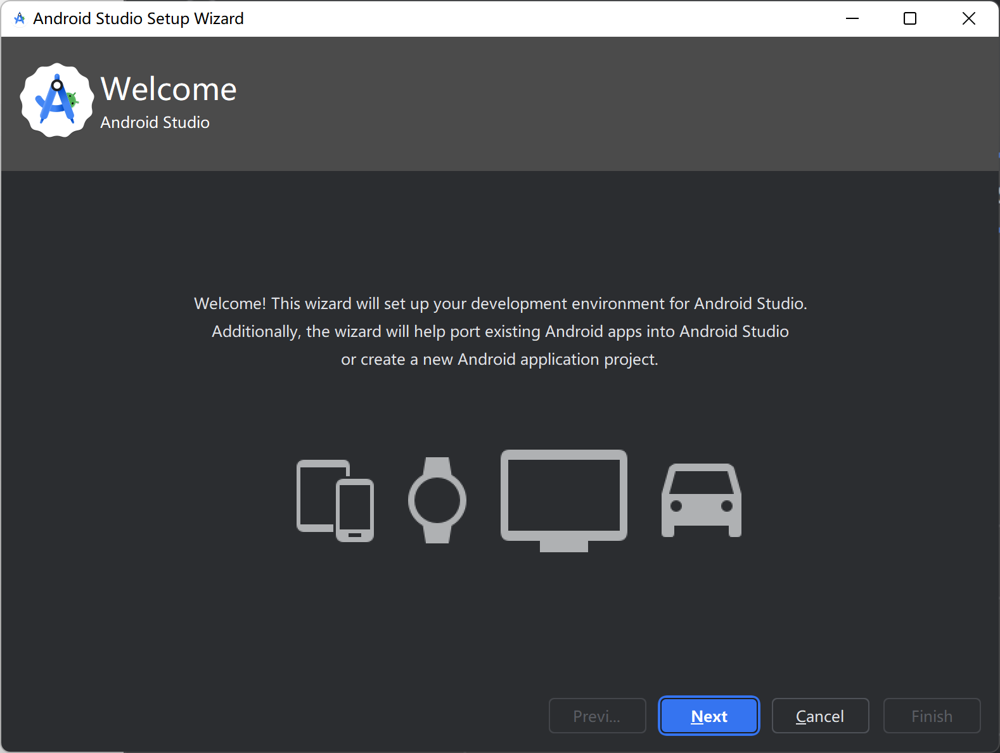 Android Studio Setup Wizard
Welcome
Android Studio
Welcome! This wizard will set up your development environment for Android Studio.
Additionally, the wizard will help port existing Android apps into Android Studio
or create a new Android application project.
Previ...
Next
Cancel
Finish